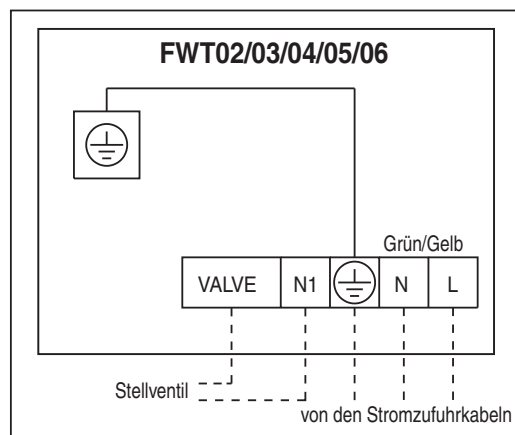 FWT02/03/04/05/06
Grün/Gelb
VALVE N1 N L
Stellventil
von den Stromzufuhrkabeln